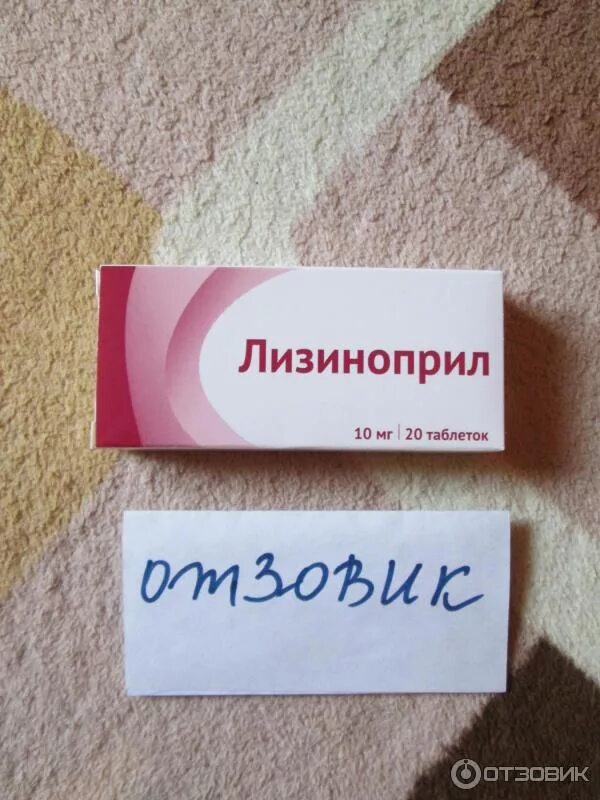 Лизиноприл
10 мг | 20 таблеток
отзовик
ОТЗОВИК